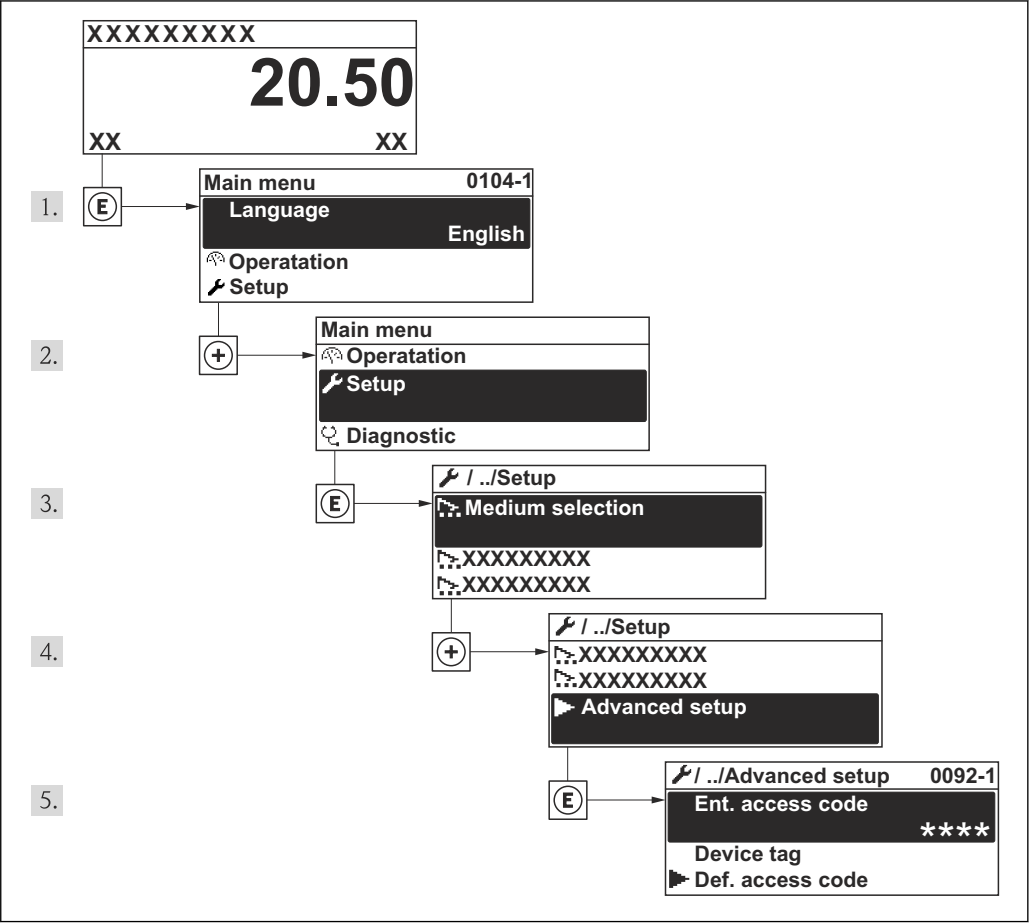 XXXXXXXXX
20.50
XX XX
1. E Main menu 0104-1
Language
English
Operatation
Setup
2. + Main menu
Operatation
Setup
Diagnostic
3. E / ../Setup
Medium selection
XXXXXXXXX
XXXXXXXXX
4. + / ../Setup
XXXXXXXXX
XXXXXXXXX
Advanced setup
5. E / ../Advanced setup 0092-1
Ent. access code
****
Device tag
Def. access code